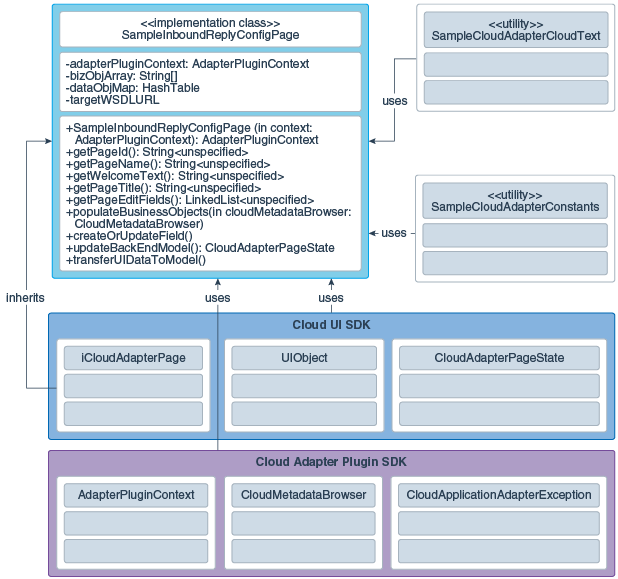 <<implementation class>>
SampleInboundReplyConfigPage
-adapterPluginContext: AdapterPluginContext
-bizObjArray: String[]
-dataObjMap: HashTable
-targetWSDLURL
+SampleInboundReplyConfigPage (in context:
AdapterPluginContext): AdapterPluginContext
+getPageId(): String<unspecified>
+getPageName(): String<unspecified>
+getWelcomeText(): String<unspecified>
+getPageTitle(): String<unspecified>
+getPageEditFields(): LinkedList<unspecified>
+populateBusinessObjects(in cloudMetadataBrowser:
CloudMetadataBrowser)
+createOrUpdateField()
+updateBackEndModel(): CloudAdapterPageState
+transferUIDataToModel()
<<utility)>
SampleCloudAdapterCloudText
uses
<<utility)>
SampleCloudAdapterConstants
uses
inherits
uses
uses
Cloud UI SDK
iCloudAdapterPage
UIObject
CloudAdapterPageState
Cloud Adapter Plugin SDK
AdapterPluginContext
CloudMetadataBrowser
CloudApplicationAdapterException